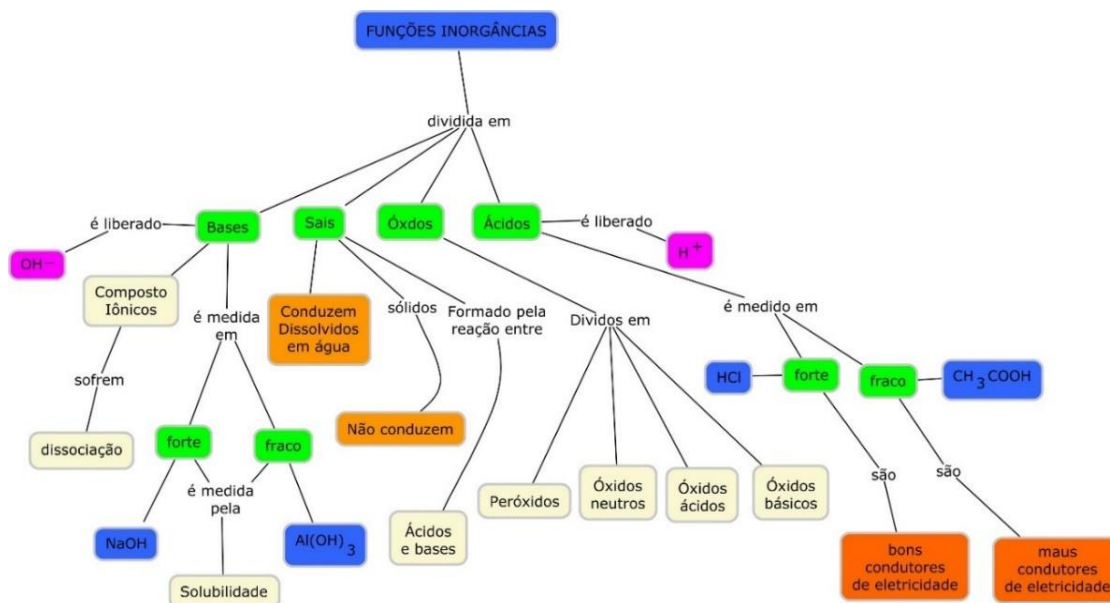 FUNÇÕES INORGÂNCIAS
dividida em
é liberado
Bases
Sais
Óxdos
Ácidos
é liberado
OH−
H+
Composto
Iônicos
é medida
em
Conduzem
Dissolvidos
em água
sólidos
Formado pela
reação entre
Dividos em
é medido em
sofrem
HCl
forte
fraco
CH3COOH
dissociação
forte
fraco
Não conduzem
é medida
pela
são
são
Peróxidos
Óxidos
neutros
Óxidos
ácidos
Óxidos
básicos
NaOH
Al(OH)3
Ácidos
e bases
Solubilidade
bons
condutores
de eletricidade
maus
condutores
de eletricidade